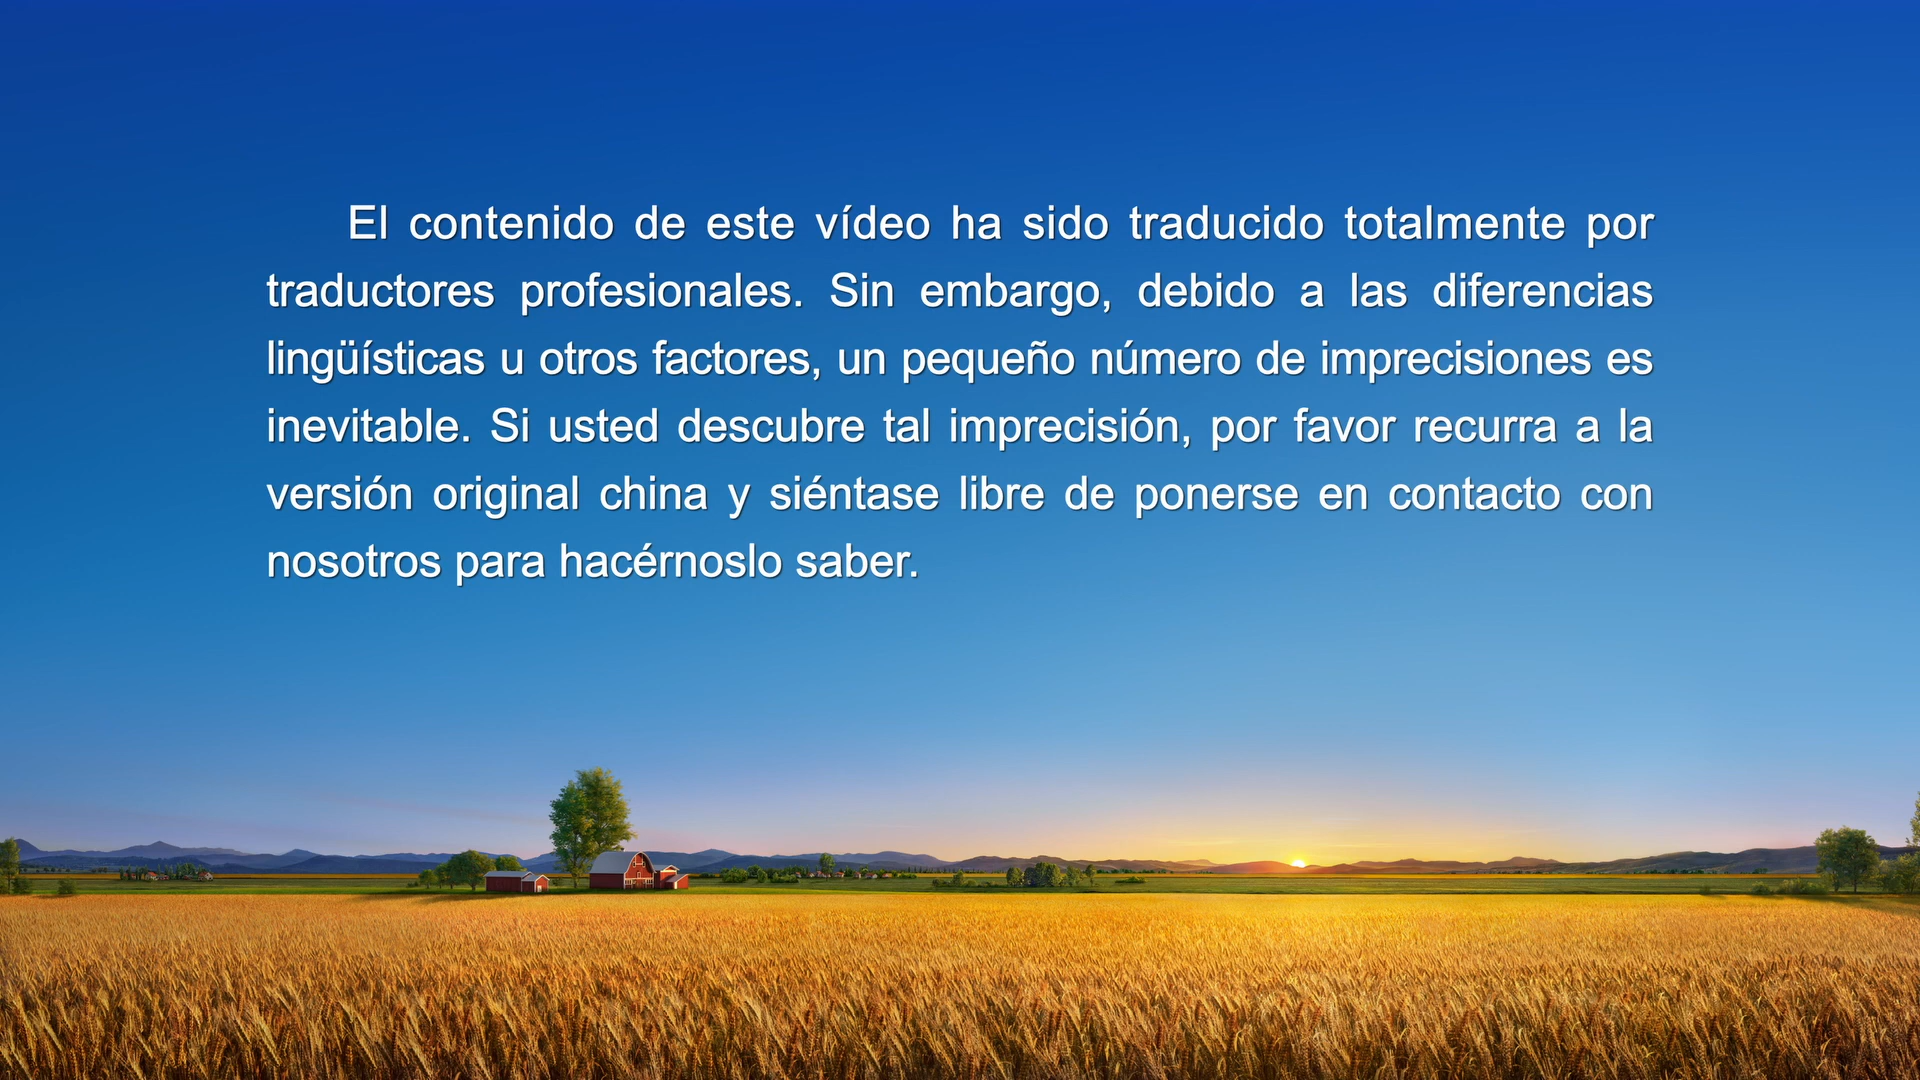 El contenido de este vídeo ha sido traducido totalmente por
traductores profesionales. Sin embargo, debido a las diferencias
lingüísticas u otros factores, un pequeño número de imprecisiones es
inevitable. Si usted descubre tal imprecisión, por favor recurra a la
versión original china y siéntase libre de ponerse en contacto con
nosotros para hacérnoslo saber.